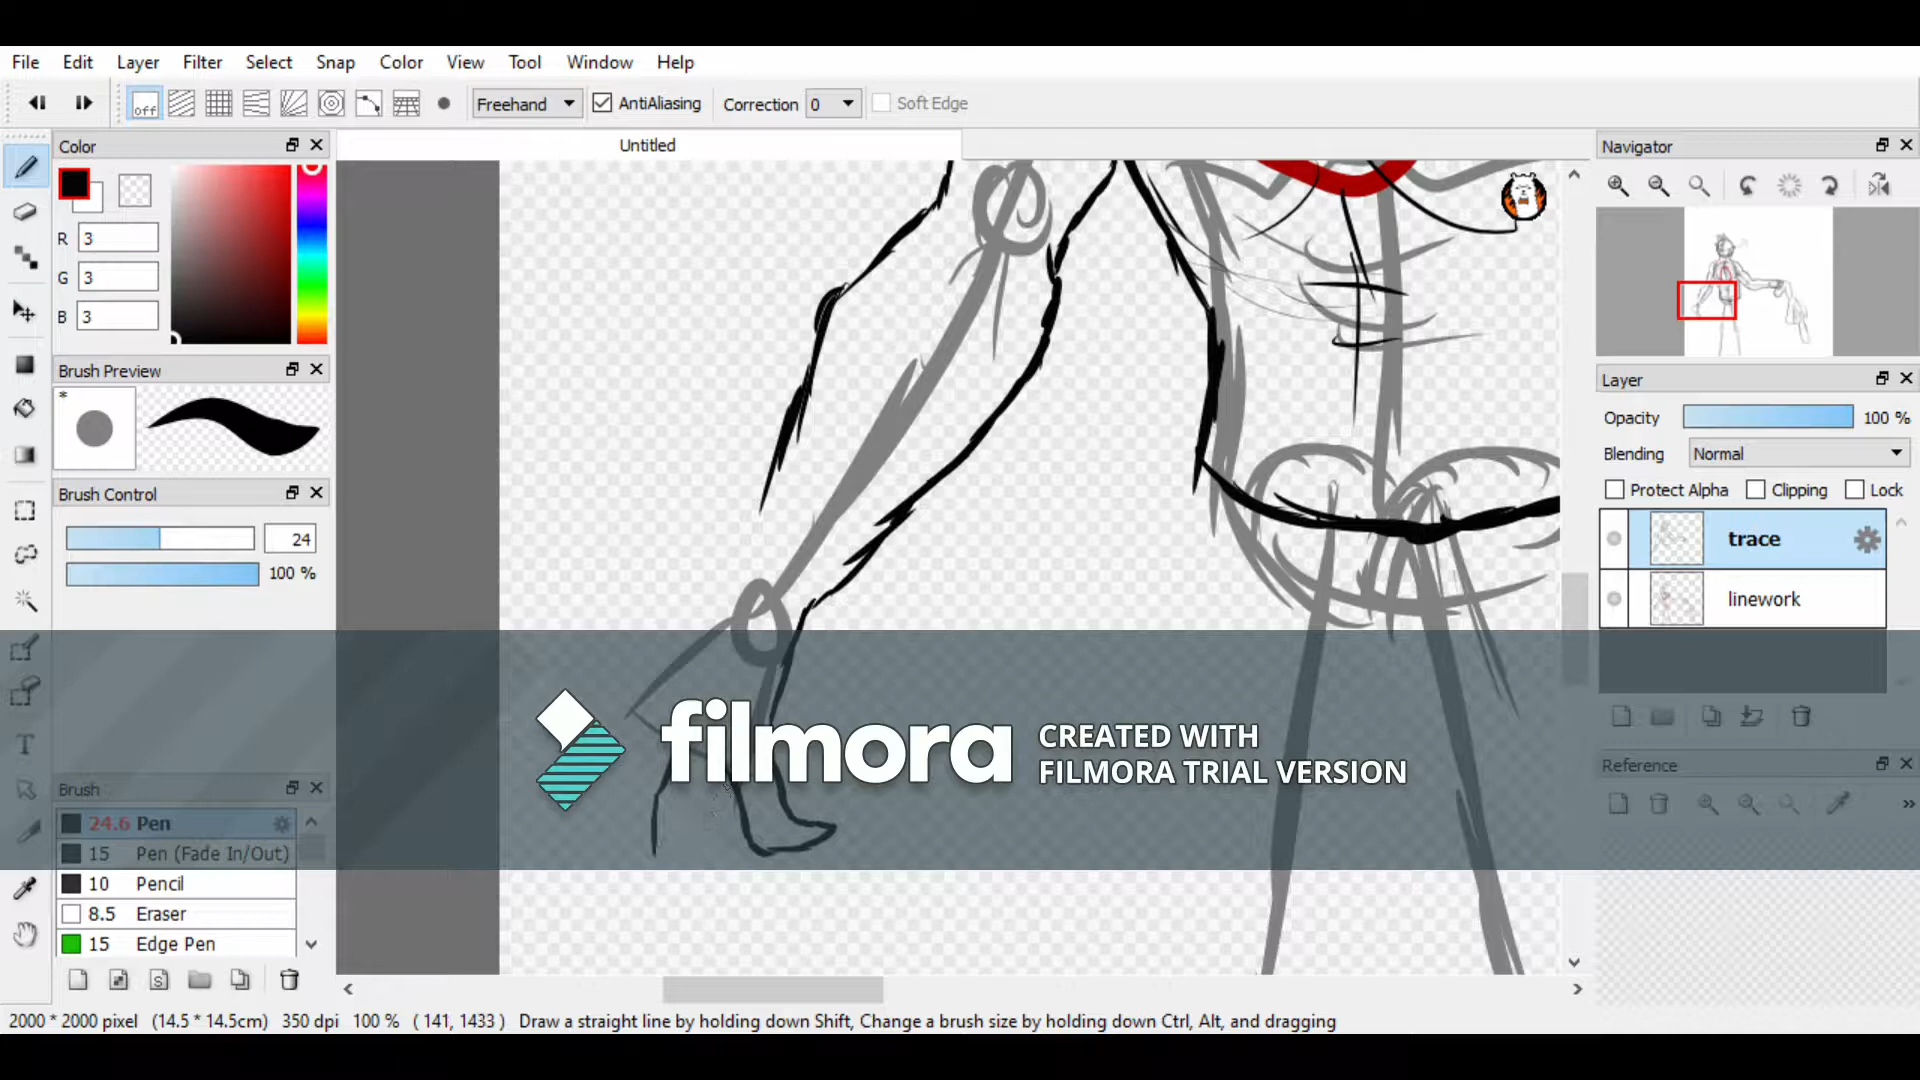 File Edit Layer Filter Select Snap Color View Tool Window Help
off Freehand AntiAliasing Correction 0 Soft Edge
Color
Untitled
Navigator
R 3
G 3
B 3
Brush Preview
*
Layer
Opacity 100 %
Blending Normal
Protect Alpha Clipping Lock
Brush Control
24
100 %
trace
linework
filmora CREATED WITH
FILMORA TRIAL VERSION
Reference
T
Brush
24.6 Pen
15 Pen (Fade In/Out)
10 Pencil
8.5 Eraser
15 Edge Pen
S
2000 * 2000 pixel (14.5 * 14.5cm) 350 dpi 100 % ( 141, 1433 ) Draw a straight line by holding down Shift, Change a brush size by holding down Ctrl, Alt, and dragging